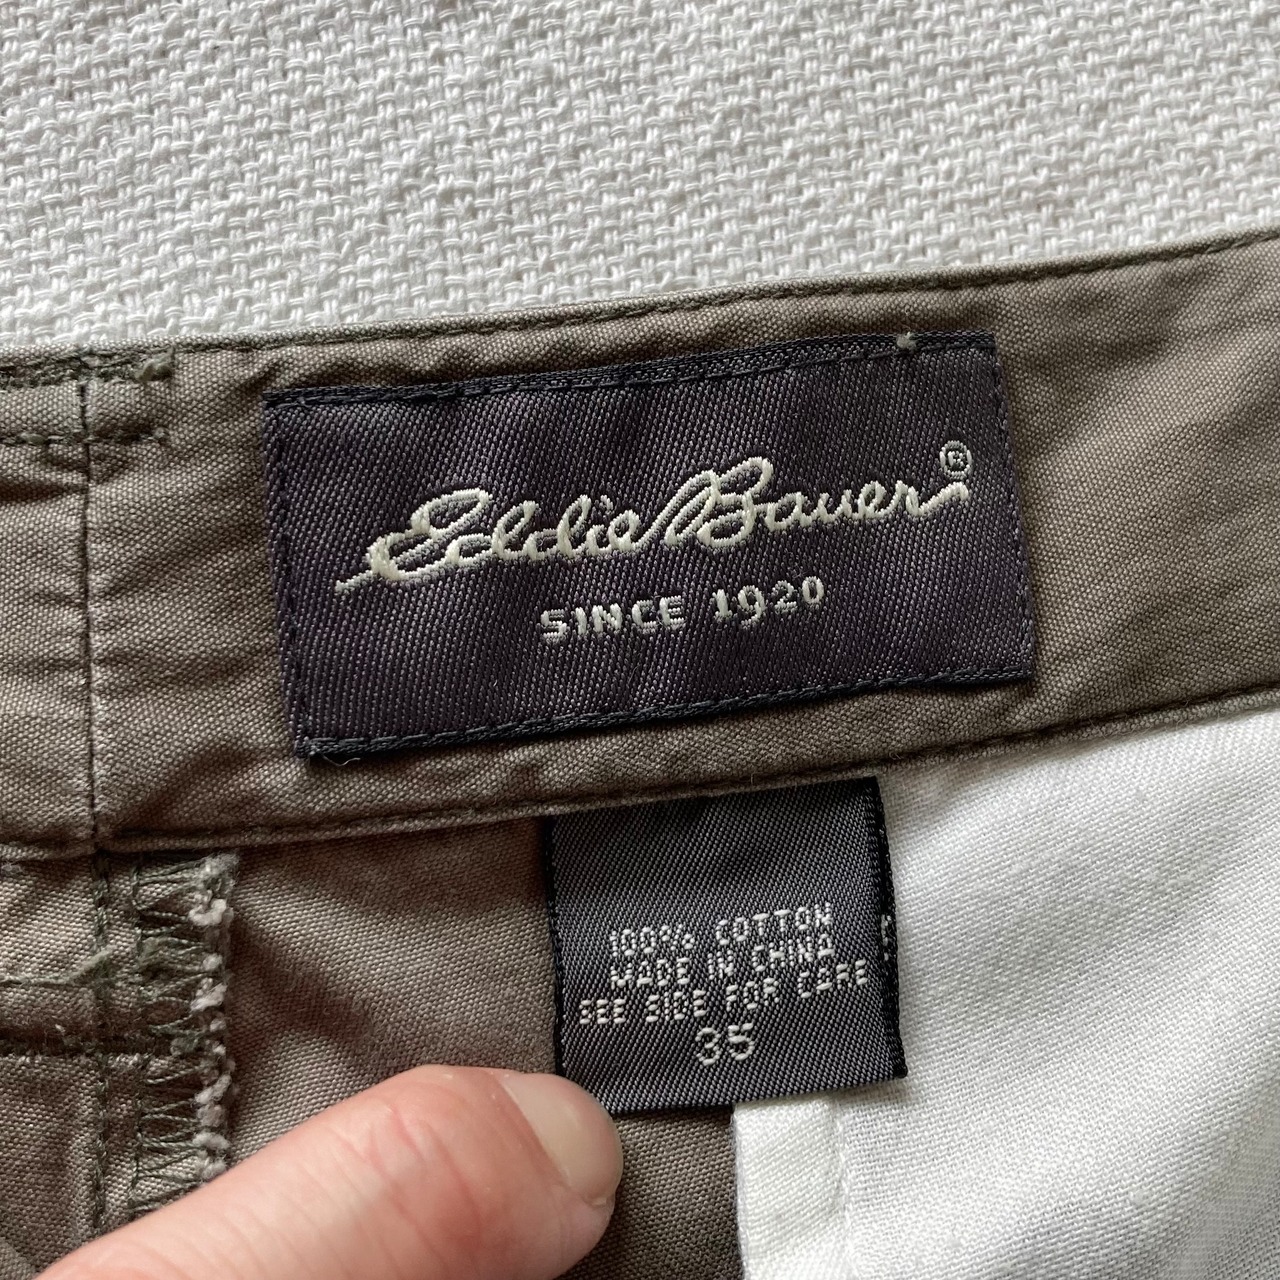 Eddie Bauer®
SINCE 1920
100% COTTON
MADE IN CHINA
SEE SIDE FOR CARE
35